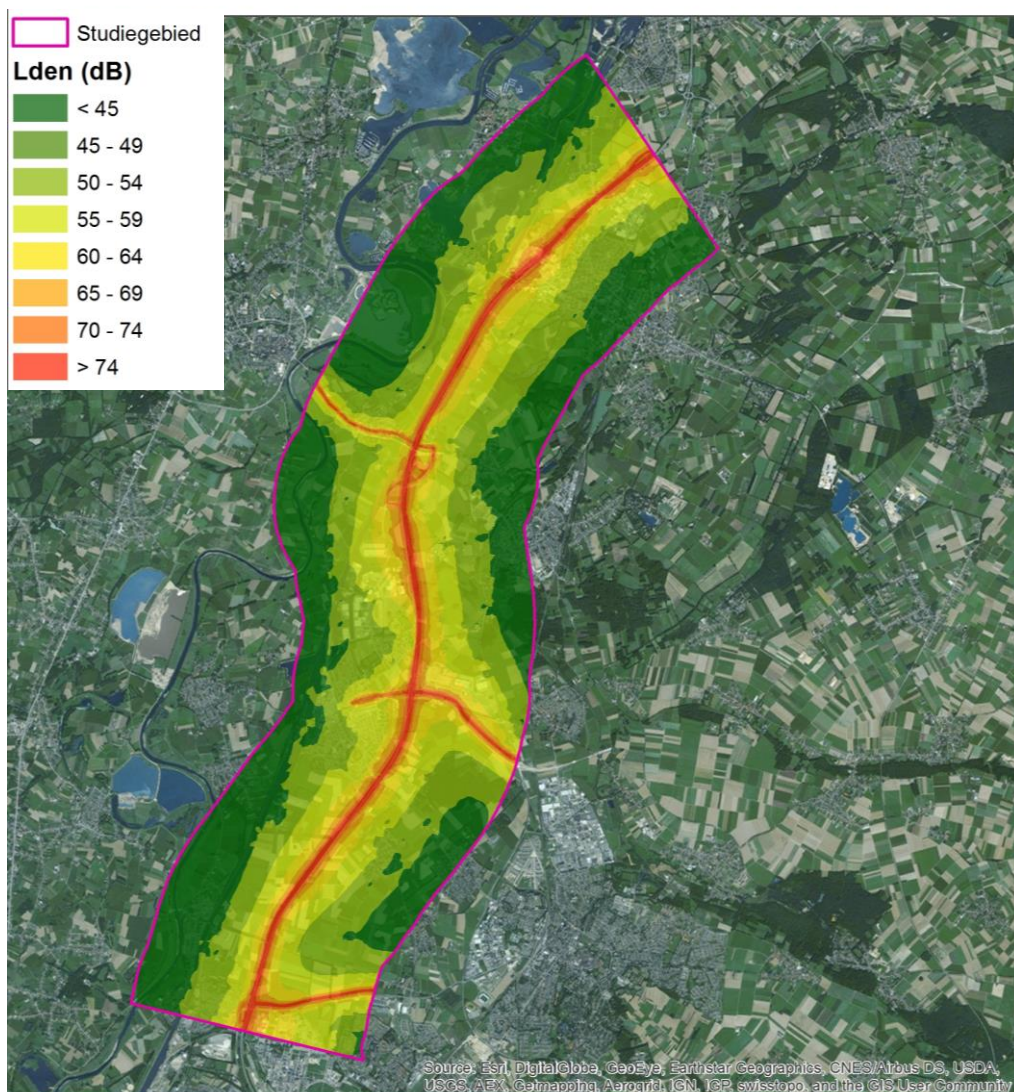 Studiegebied
Lden (dB)
< 45
45 - 49
50 - 54
55 - 59
60 - 64
65 - 69
70 - 74
> 74
Source: Esri, DigitalGlobe, GeoEye, Earthstar Geographics, CNES/Airbus DS, USDA,
USGS, AEX, Getmapping, Aerogrid, IGN, IGP, swisstopo, and the GIS User Community